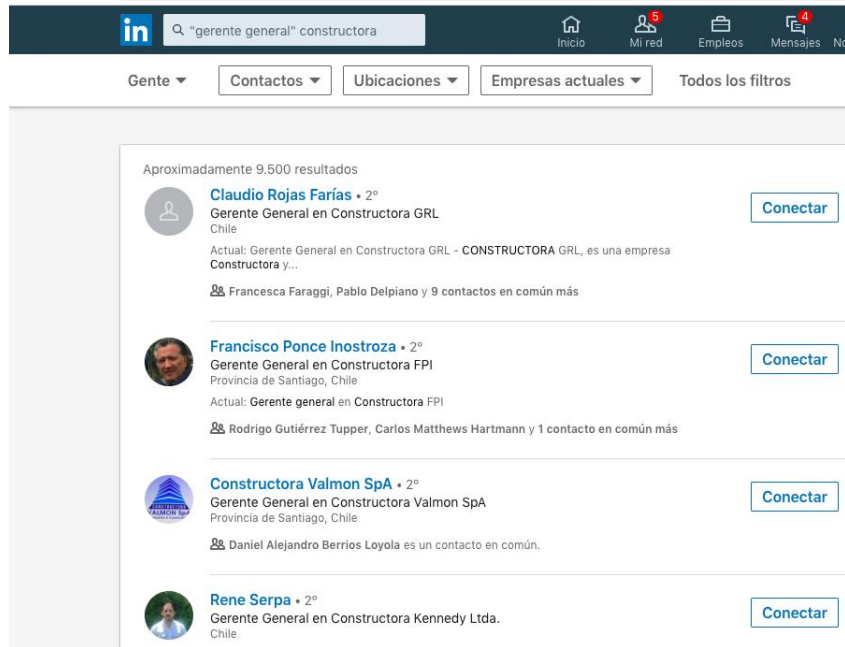 in
"gerente general" constructora
Inicio
5
Mi red
Empleos
4
Mensajes
Gente
Contactos
Ubicaciones
Empresas actuales
Todos los filtros
Aproximadamente 9.500 resultados
Claudio Rojas Farías • 2°
Conectar
Gerente General en Constructora GRL
Chile
Actual: Gerente General en Constructora GRL - CONSTRUCTORA GRL, es una empresa
Constructora y...
Francesca Faraggi, Pablo Delpiano y 9 contactos en común más
Francisco Ponce Inostroza • 2°
Conectar
Gerente General en Constructora FPI
Provincia de Santiago, Chile
Actual: Gerente general en Constructora FPI
Rodrigo Gutiérrez Tupper, Carlos Matthews Hartmann y 1 contacto en común más
Constructora Valmon SpA • 2°
Conectar
Gerente General en Constructora Valmon SpA
Provincia de Santiago, Chile
Daniel Alejandro Berrios Loyola es un contacto en común.
Rene Serpa • 2°
Conectar
Gerente General en Constructora Kennedy Ltda.
Chile